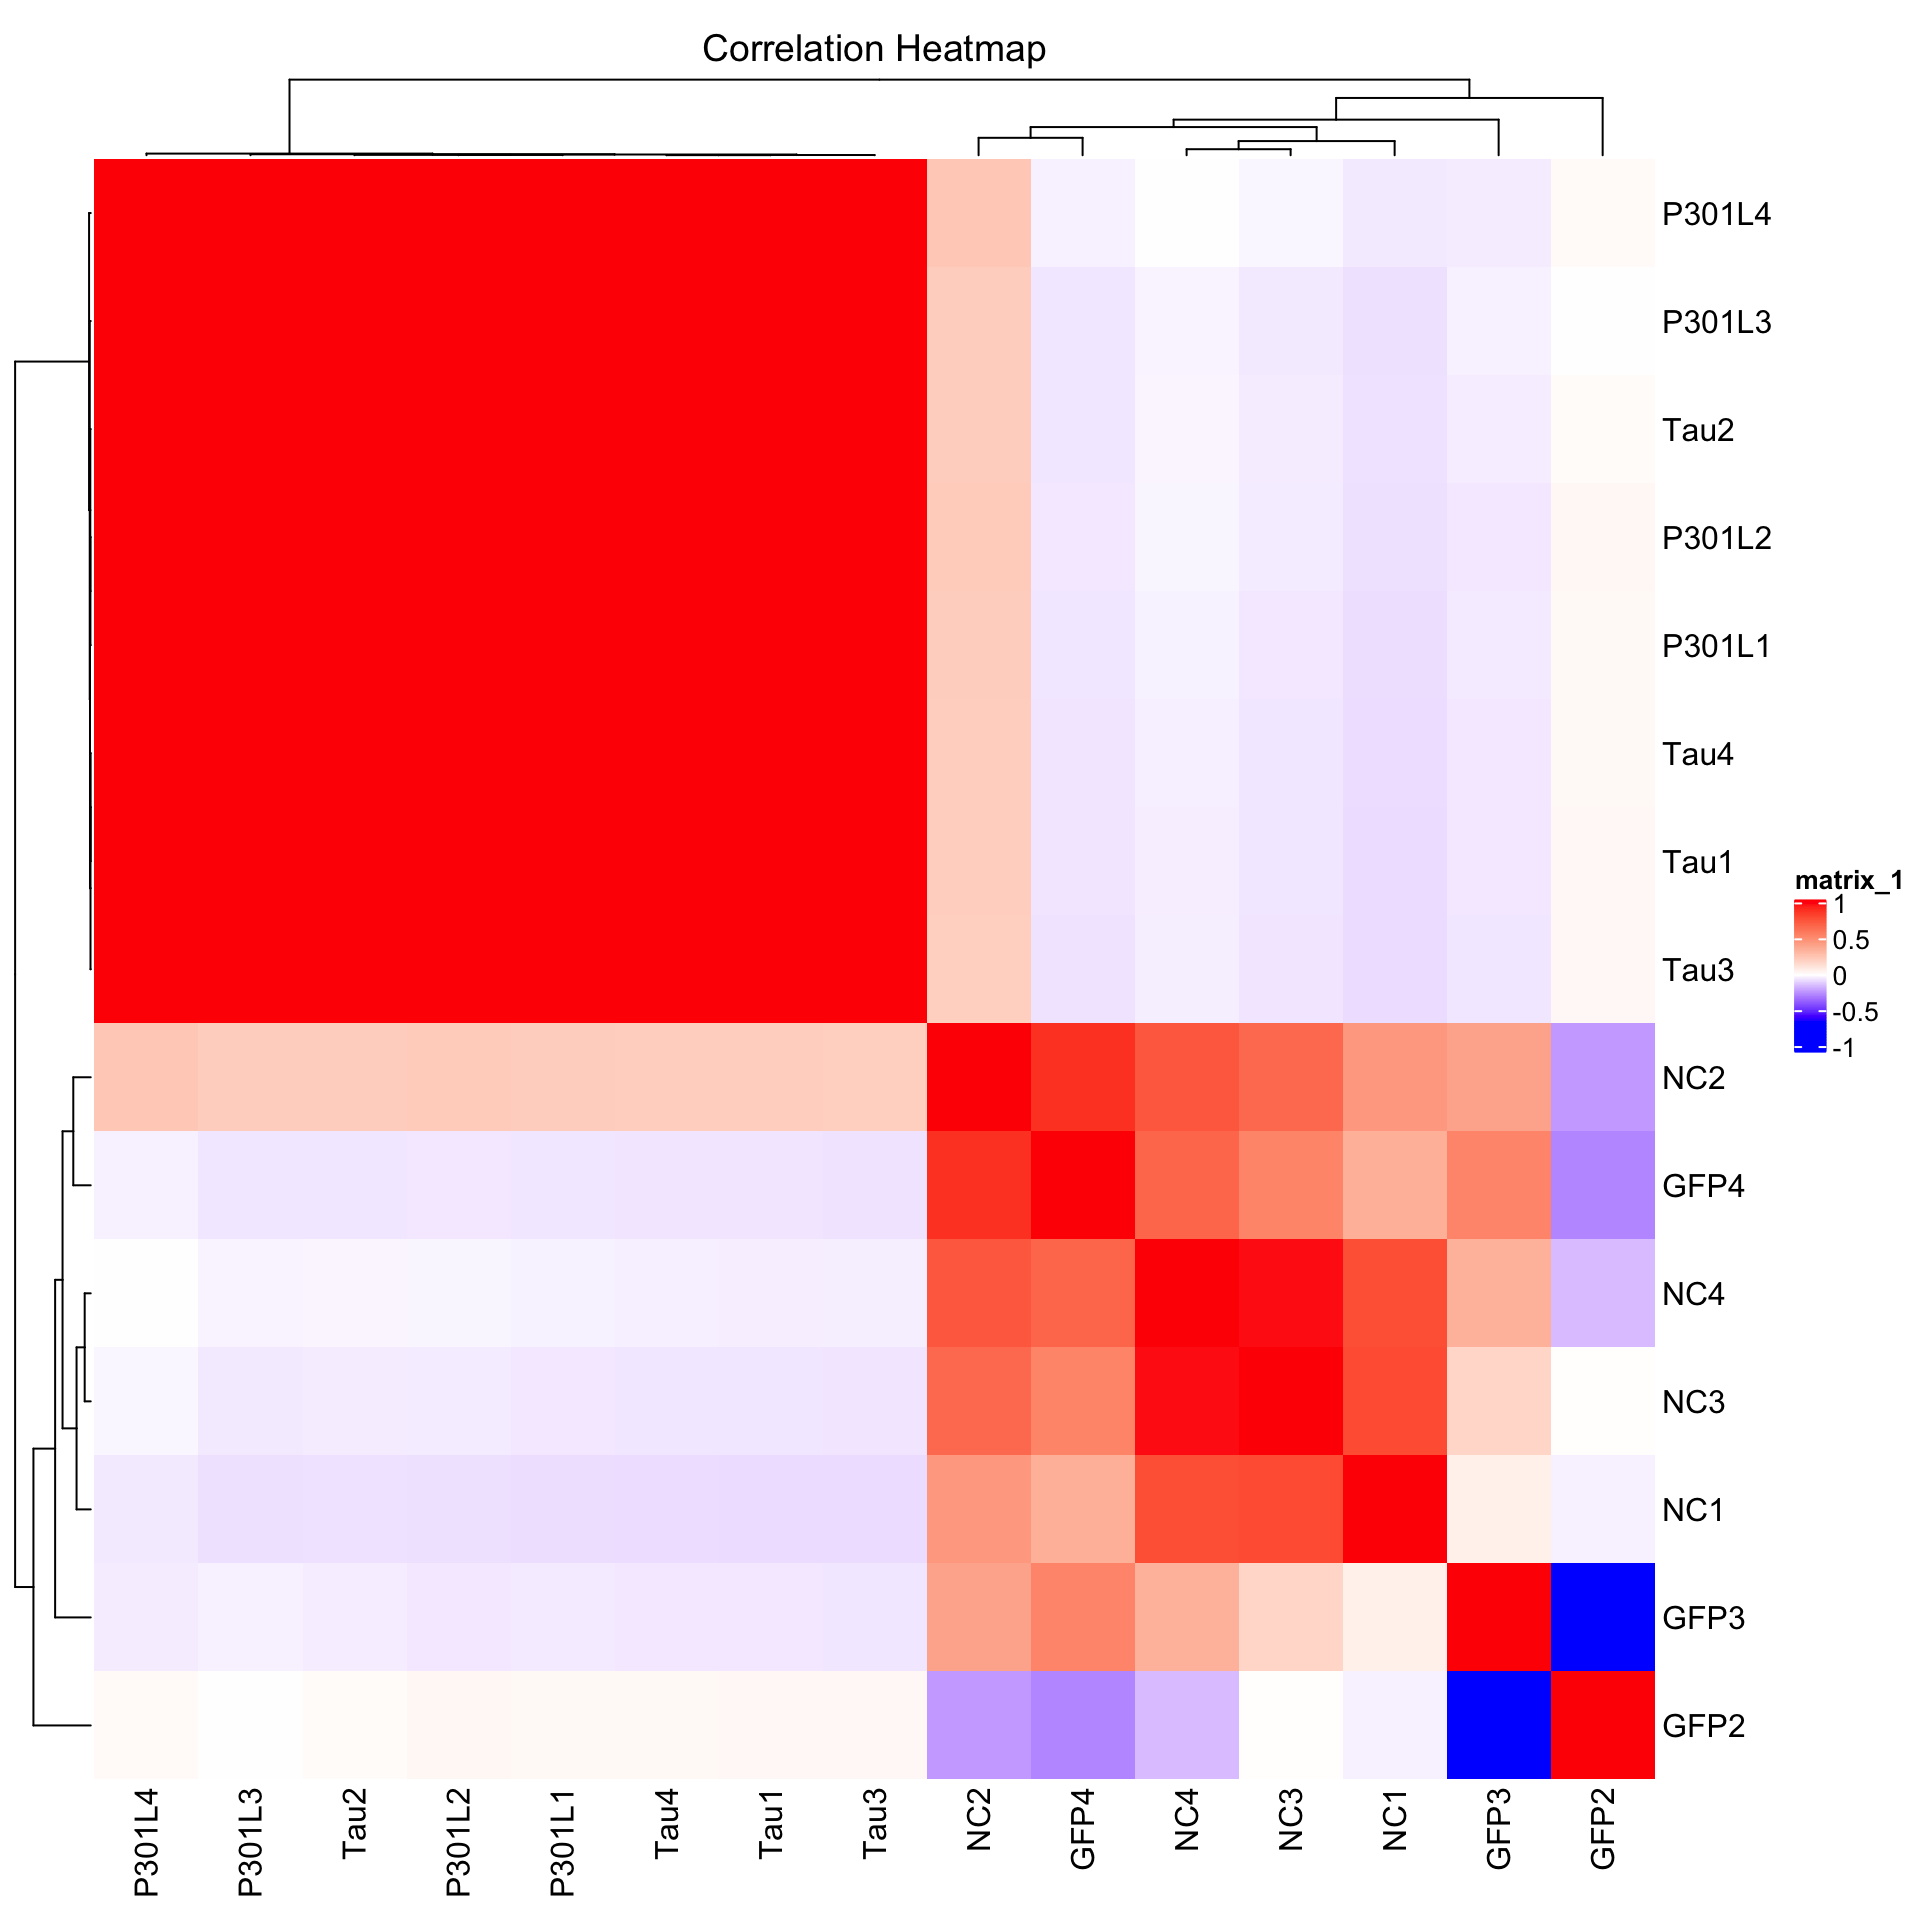 Correlation Heatmap
P301L4
P301L3
Tau2
P301L2
P301L1
Tau4
Tau1
Tau3
NC2
GFP4
NC4
NC3
NC1
GFP3
GFP2
matrix_1
1
0.5
0
-0.5
-1
P301L4
P301L3
Tau2
P301L2
P301L1
Tau4
Tau1
Tau3
NC2
GFP4
NC4
NC3
NC1
GFP3
GFP2